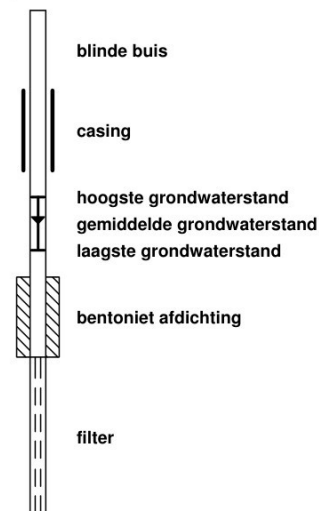 blinde buis
casing
hoogste grondwaterstand
gemiddelde grondwaterstand
laagste grondwaterstand
bentoniet afdichting
filter